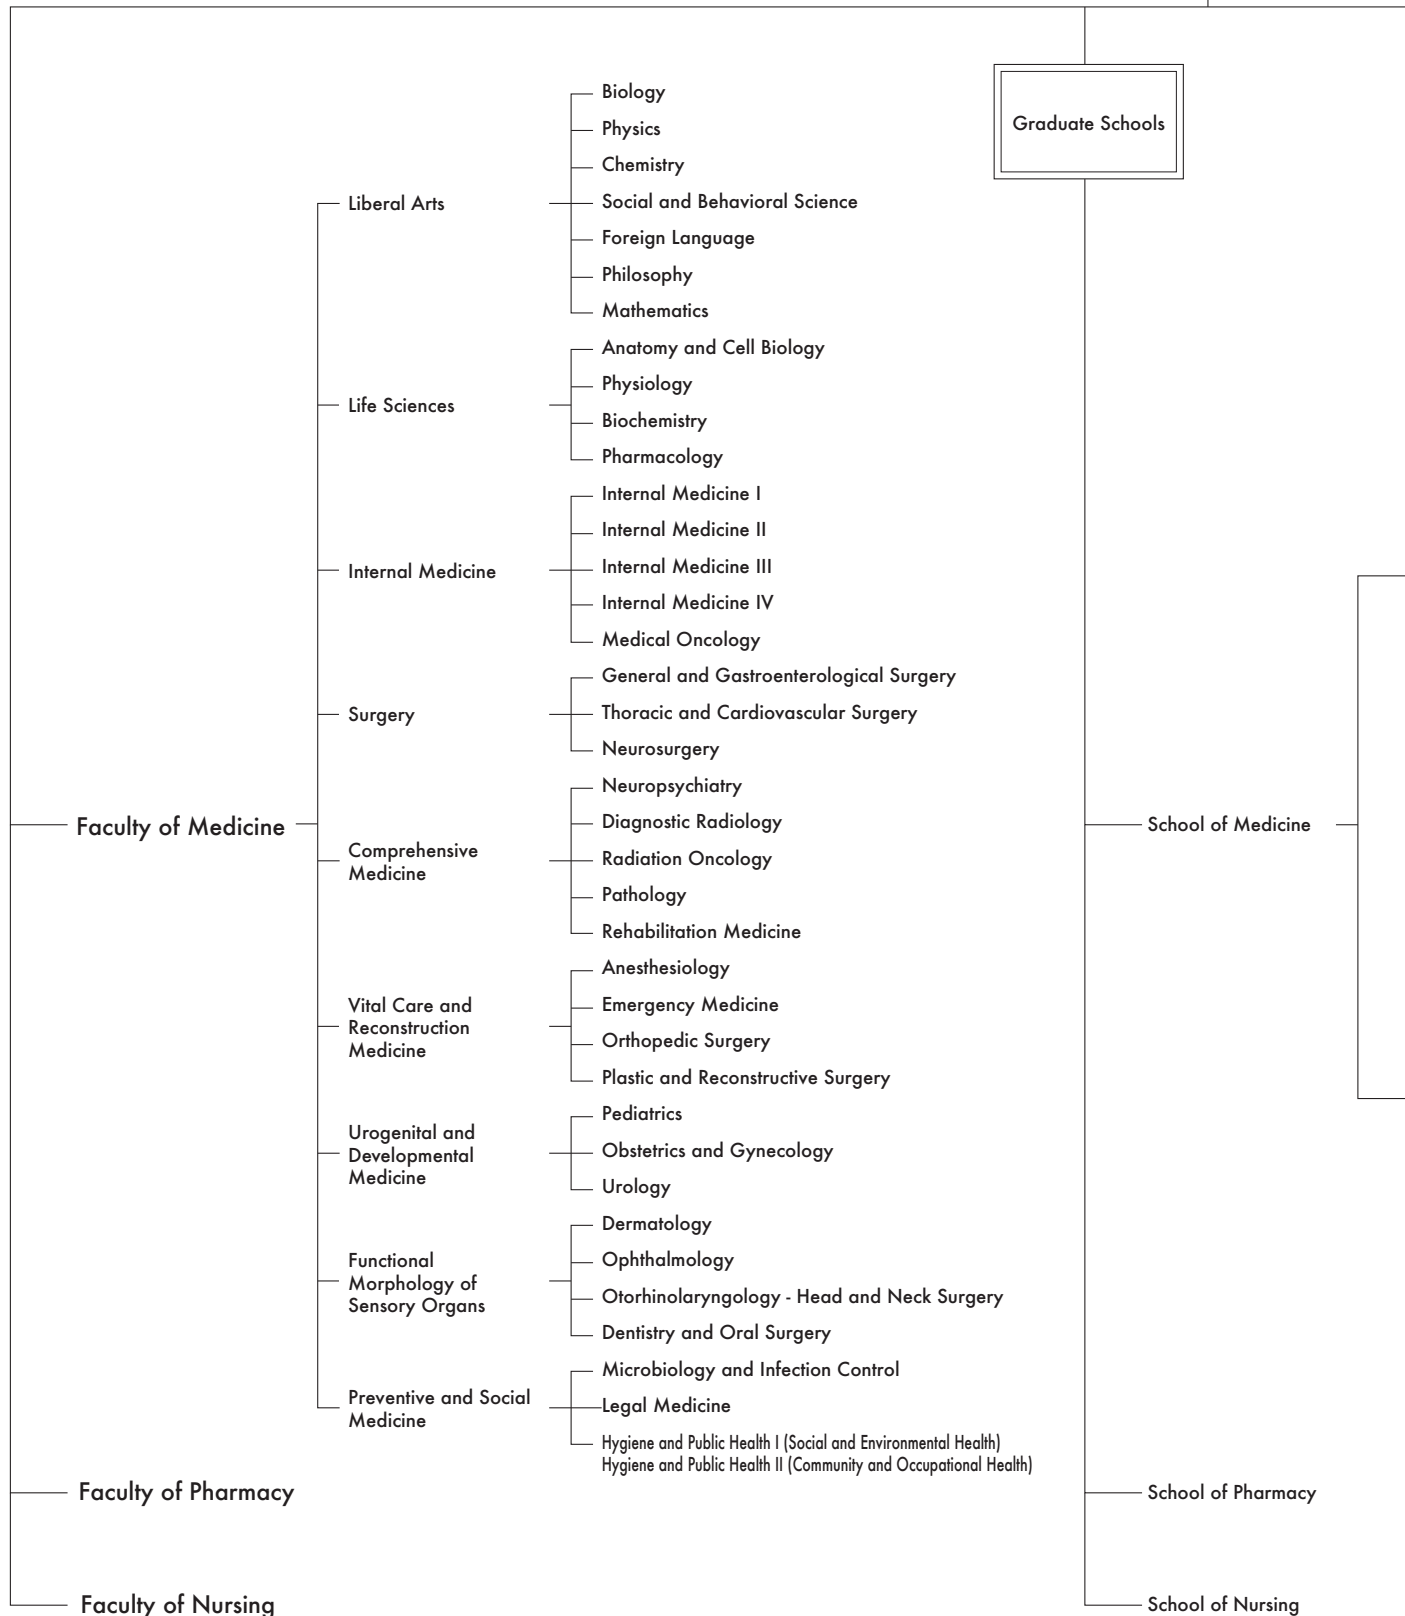 Graduate Schools
Faculty of Medicine
Liberal Arts
Biology
Physics
Chemistry
Social and Behavioral Science
Foreign Language
Philosophy
Mathematics
Life Sciences
Anatomy and Cell Biology
Physiology
Biochemistry
Pharmacology
Internal Medicine
Internal Medicine I
Internal Medicine II
Internal Medicine III
Internal Medicine IV
Medical Oncology
Surgery
General and Gastroenterological Surgery
Thoracic and Cardiovascular Surgery
Neurosurgery
Comprehensive
Medicine
Neuropsychiatry
Diagnostic Radiology
Radiation Oncology
Pathology
Rehabilitation Medicine
Vital Care and
Reconstruction
Medicine
Anesthesiology
Emergency Medicine
Orthopedic Surgery
Plastic and Reconstructive Surgery
Urogenital and
Developmental
Medicine
Pediatrics
Obstetrics and Gynecology
Urology
Functional
Morphology of
Sensory Organs
Dermatology
Ophthalmology
Otorhinolaryngology - Head and Neck Surgery
Dentistry and Oral Surgery
Preventive and Social
Medicine
Microbiology and Infection Control
Legal Medicine
Hygiene and Public Health I (Social and Environmental Health)
Hygiene and Public Health II (Community and Occupational Health)
Faculty of Pharmacy
Faculty of Nursing
School of Medicine
School of Pharmacy
School of Nursing